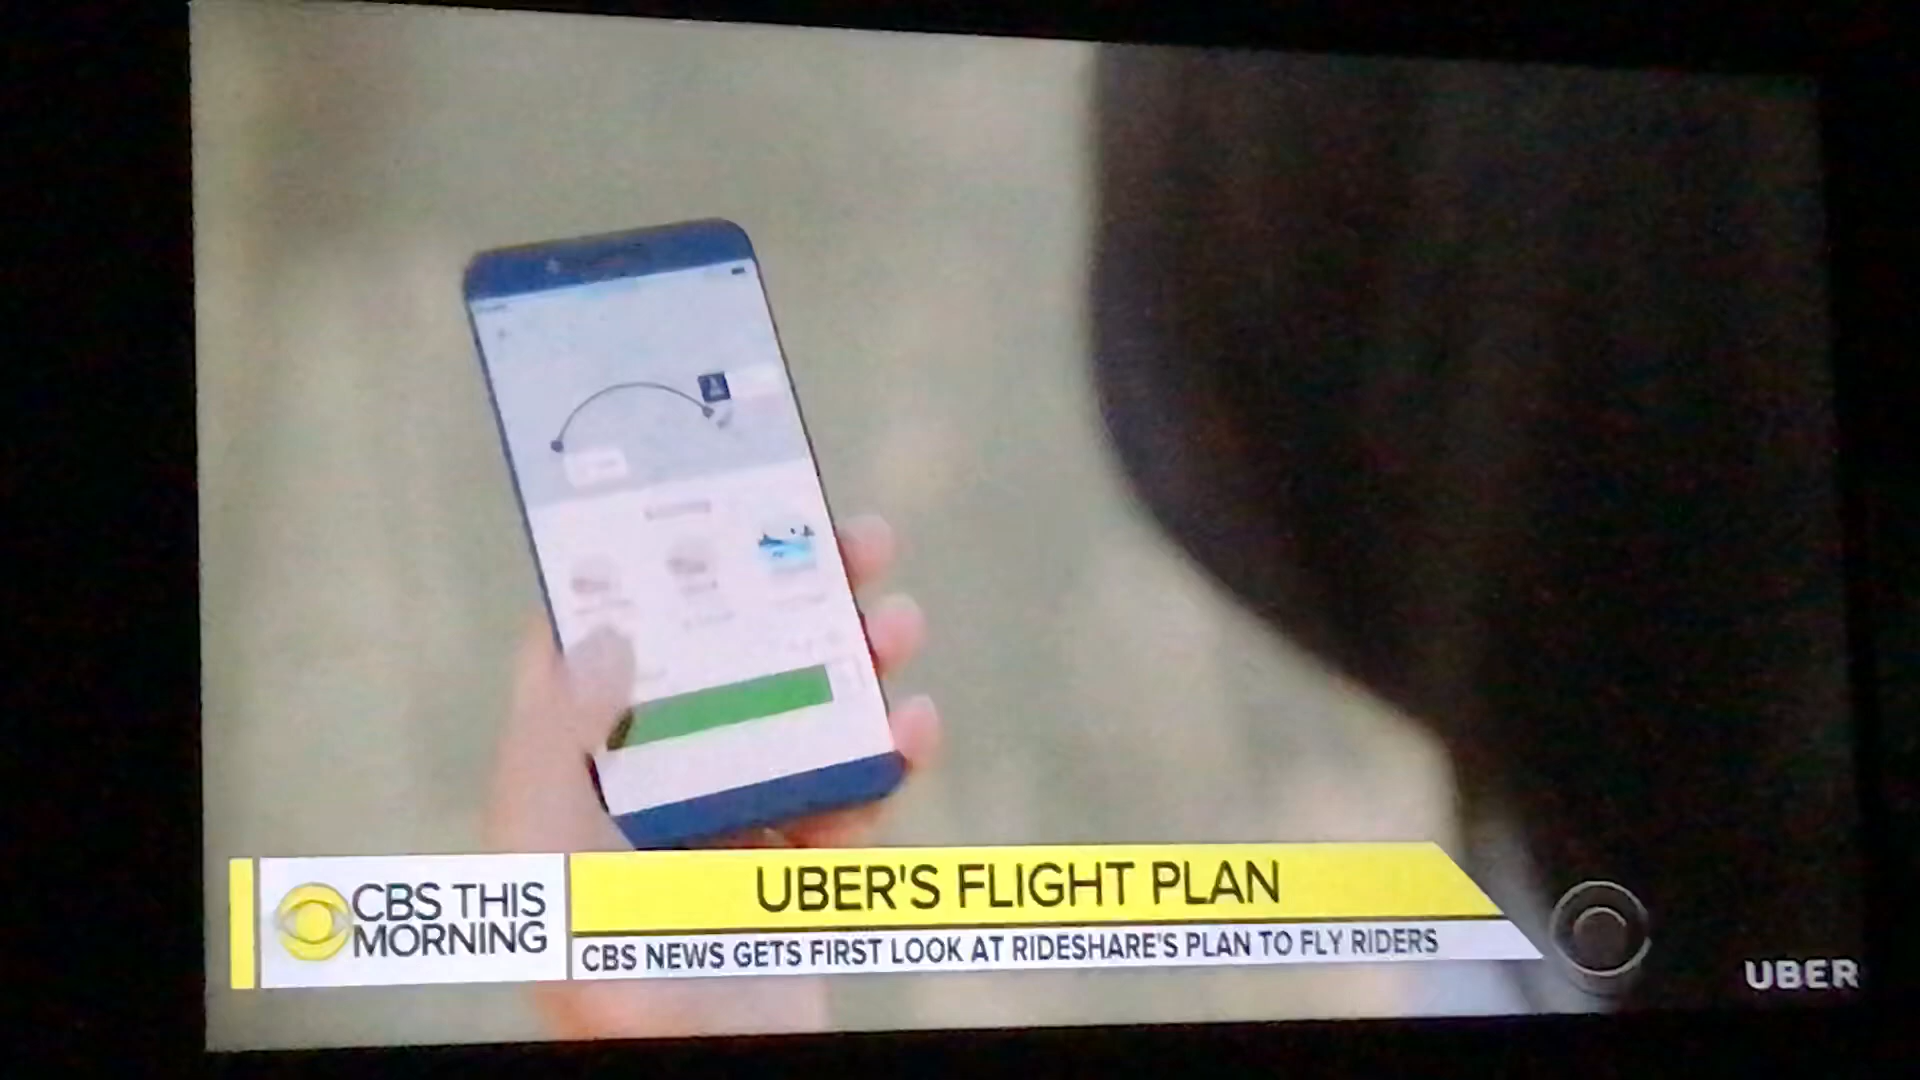 CBS THIS
MORNING
UBER'S FLIGHT PLAN
CBS NEWS GETS FIRST LOOK AT RIDESHARE'S PLAN TO FLY RIDERS
UBER